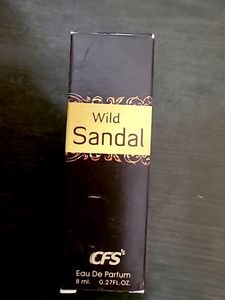 Wild
Sandal
CFS
Eau De Parfum
8 ml. 0.27FL.OZ.